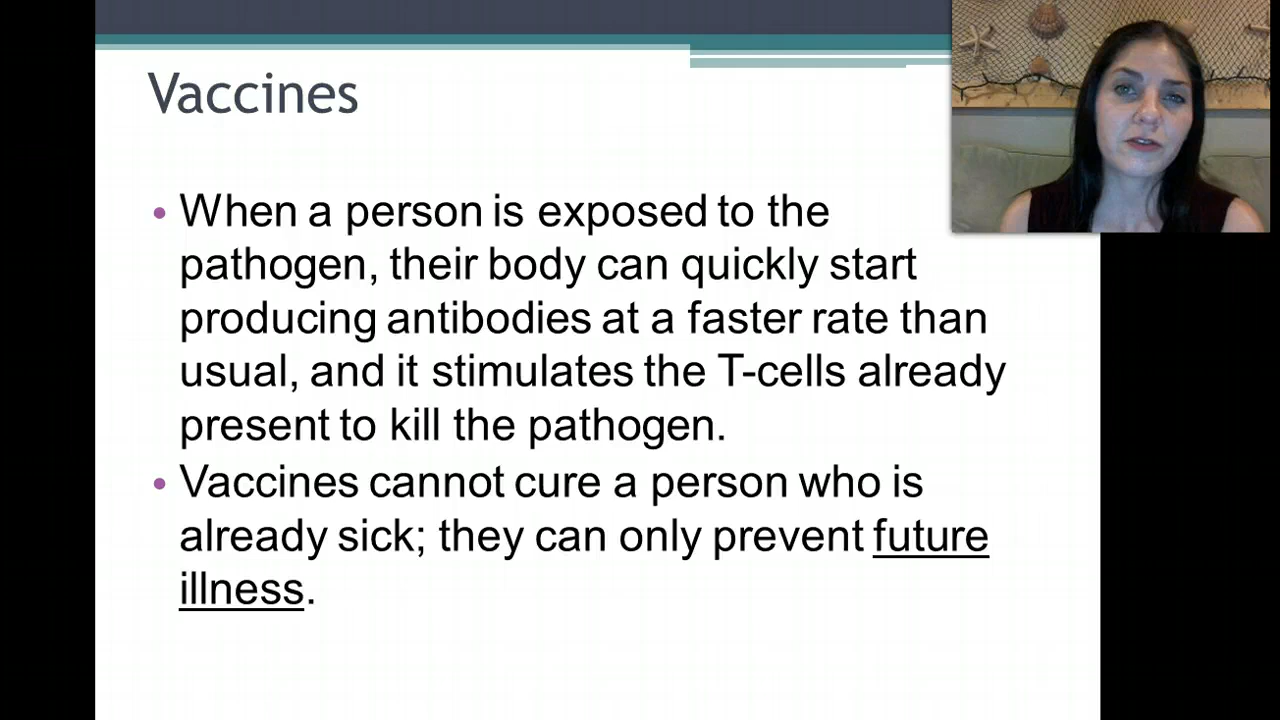 Vaccines
• When a person is exposed to the
pathogen, their body can quickly start
producing antibodies at a faster rate than
usual, and it stimulates the T-cells already
present to kill the pathogen.
• Vaccines cannot cure a person who is
already sick; they can only prevent future
illness.